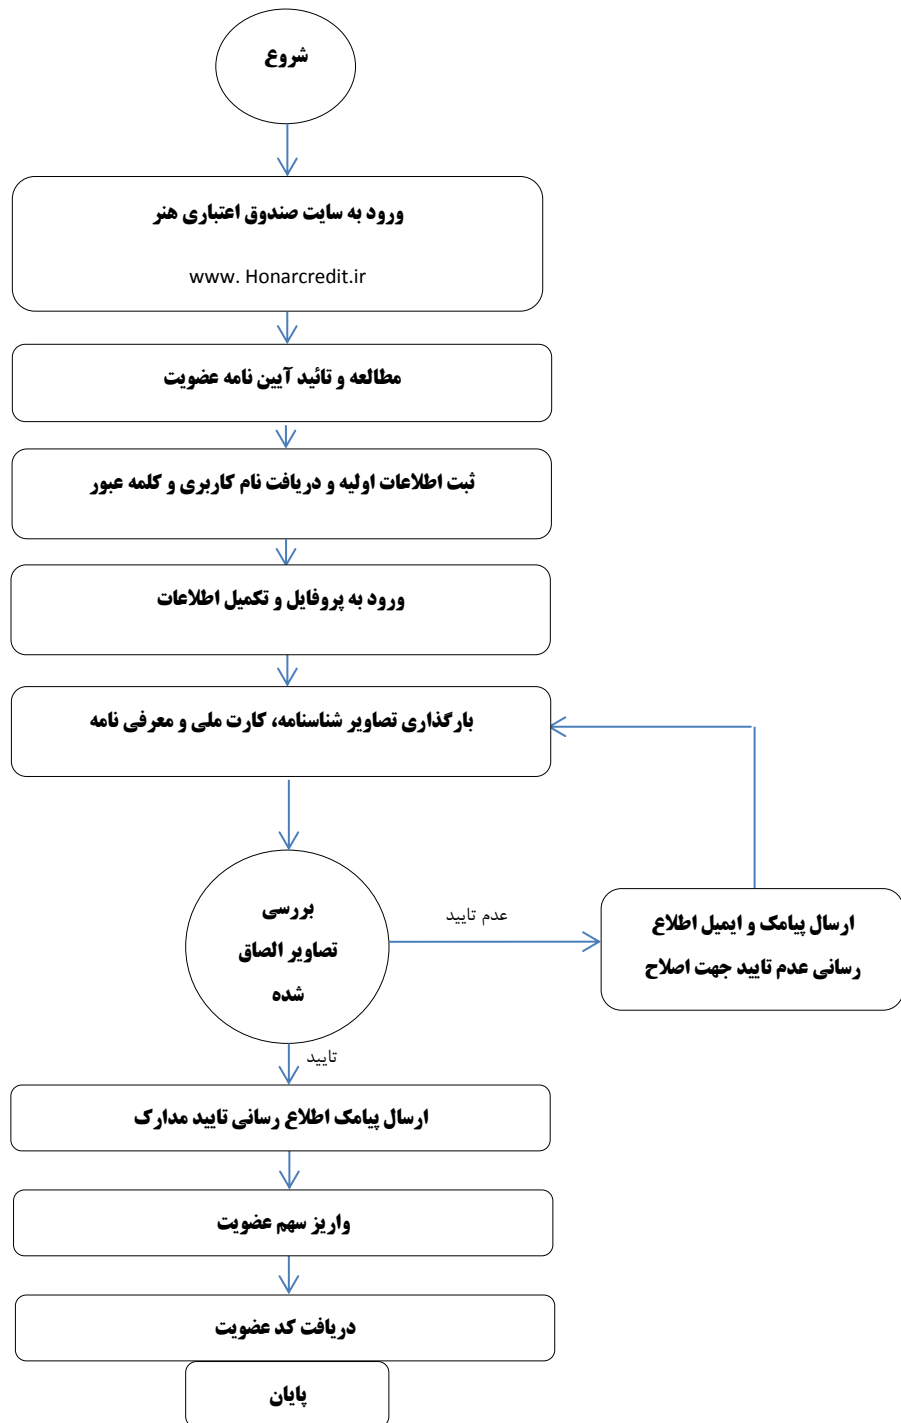 شروع
ورود به سایت صندوق اعتباری هنر
www. Honarcredit.ir
مطالعه و تائید آیین نامه عضویت
ثبت اطلاعات اولیه و دریافت نام کاربری و کلمه عبور
ورود به پروفایل و تکمیل اطلاعات
بارگذاری تصاویر شناسنامه، کارت ملی و معرفی نامه
بررسی
تصاویر الصاق
شده
عدم تایید
ارسال پیامک و ایمیل اطلاع
رسانی عدم تایید جهت اصلاح
تایید
ارسال پیامک اطلاع رسانی تایید مدارک
واریز سهم عضویت
دریافت کد عضویت
پایان